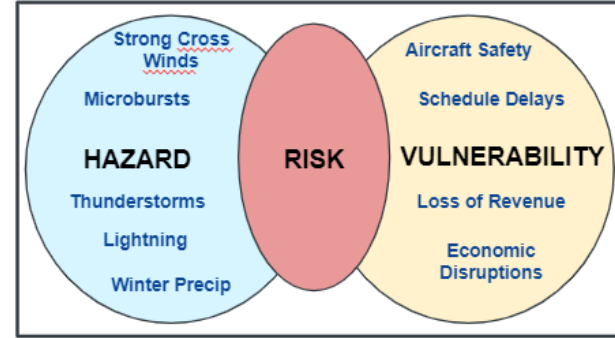 Strong Cross
Winds
Microbursts
HAZARD
Thunderstorms
Lightning
Winter Precip
RISK
Aircraft Safety
Schedule Delays
VULNERABILITY
Loss of Revenue
Economic
Disruptions